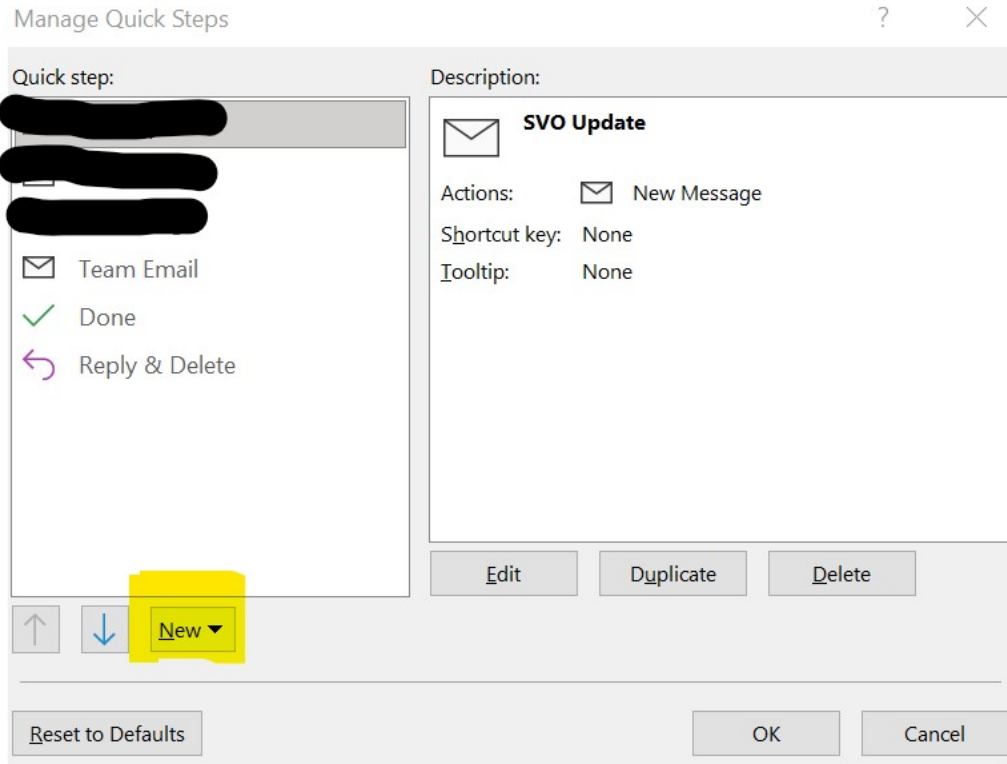 Manage Quick Steps ?
Quick step:
Description:
SVO Update
Actions: New Message
Shortcut key: None
Tooltip: None
Team Email
Done
Reply & Delete
Edit Duplicate Delete
New
Reset to Defaults OK Cancel